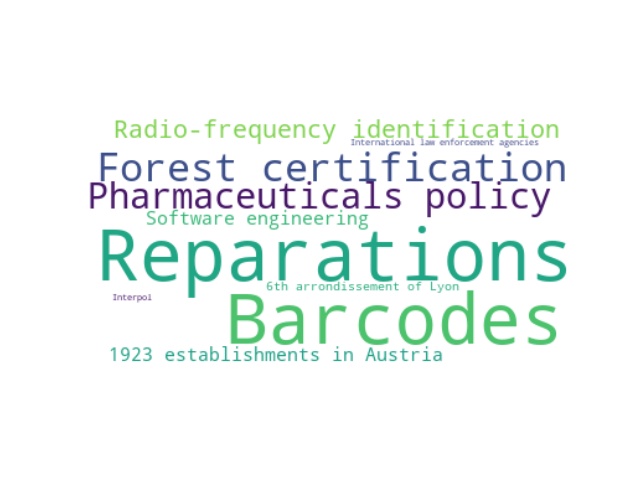 Radio-frequency identification
International law enforcement agencies
Forest certification
Pharmaceuticals policy
Software engineering
Reparations
6th arrondissement of Lyon
Interpol
Barcodes
1923 establishments in Austria